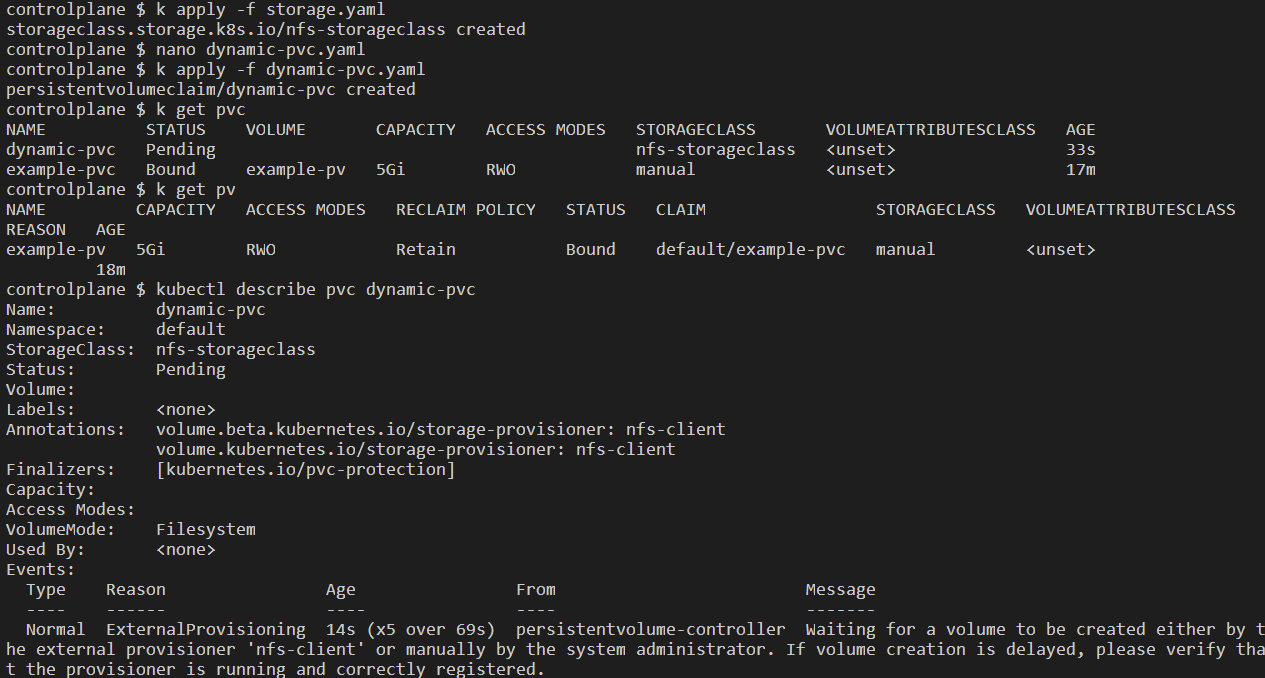 controlplane $ k apply -f storage.yaml
storageclass.storage.k8s.io/nfs-storageclass created
controlplane $ nano dynamic-pvc.yaml
controlplane $ k apply -f dynamic-pvc.yaml
persistentvolumeclaim/dynamic-pvc created
controlplane $ k get pvc
NAME          STATUS    VOLUME       CAPACITY   ACCESS MODES   STORAGECLASS       VOLUMEATTRIBUTESCLASS   AGE
dynamic-pvc   Pending                                          nfs-storageclass   <unset>                 33s
example-pvc   Bound     example-pv   5Gi        RWO            manual             <unset>                 17m
controlplane $ k get pv
NAME         CAPACITY   ACCESS MODES   RECLAIM POLICY   STATUS   CLAIM                 STORAGECLASS   VOLUMEATTRIBUTESCLASS
REASON   AGE
example-pv   5Gi        RWO            Retain           Bound    default/example-pvc   manual         <unset>
         18m
controlplane $ kubectl describe pvc dynamic-pvc
Name:          dynamic-pvc
Namespace:     default
StorageClass:  nfs-storageclass
Status:        Pending
Volume:
Labels:        <none>
Annotations:   volume.beta.kubernetes.io/storage-provisioner: nfs-client
               volume.kubernetes.io/storage-provisioner: nfs-client
Finalizers:    [kubernetes.io/pvc-protection]
Capacity:
Access Modes:
VolumeMode:    Filesystem
Used By:       <none>
Events:
  Type    Reason                Age                From                         Message
  ----    ------                ----               ----                         -------
  Normal  ExternalProvisioning  14s (x5 over 69s)  persistentvolume-controller  Waiting for a volume to be created either by t
he external provisioner 'nfs-client' or manually by the system administrator. If volume creation is delayed, please verify tha
t the provisioner is running and correctly registered.